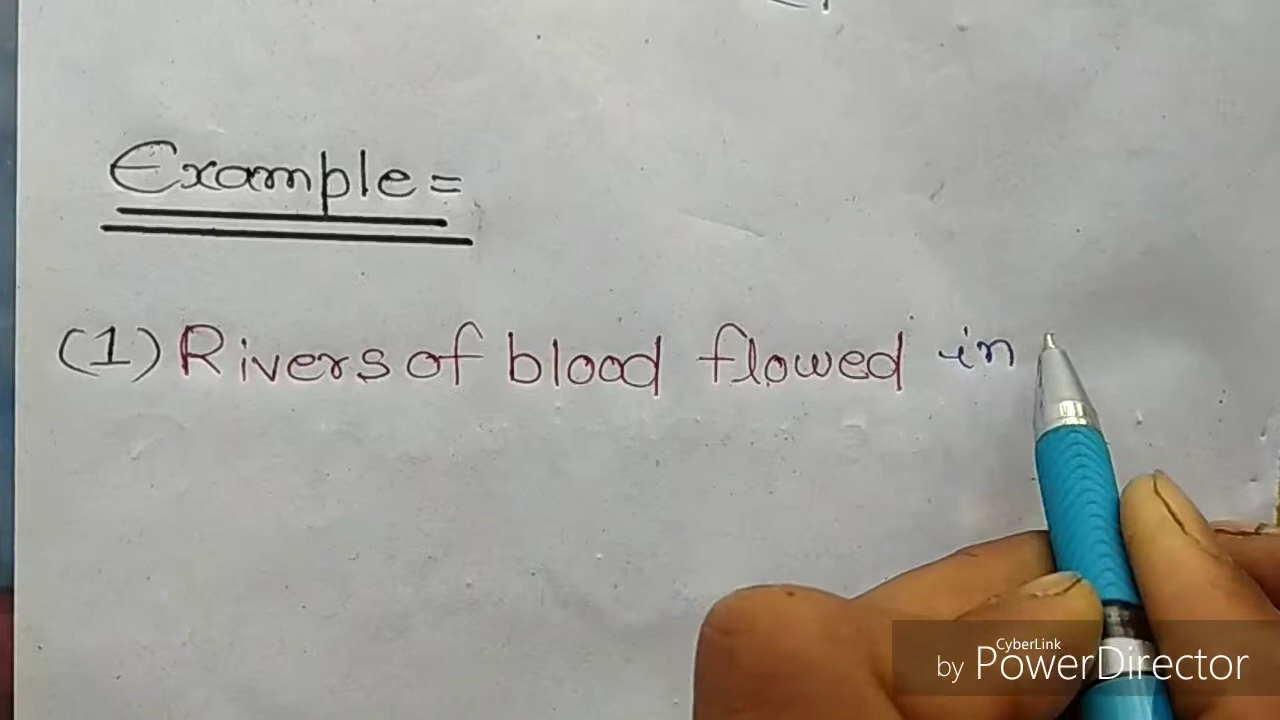 Example =
(1) Rivers of blood flowed in
CyberLink
by PowerDirector